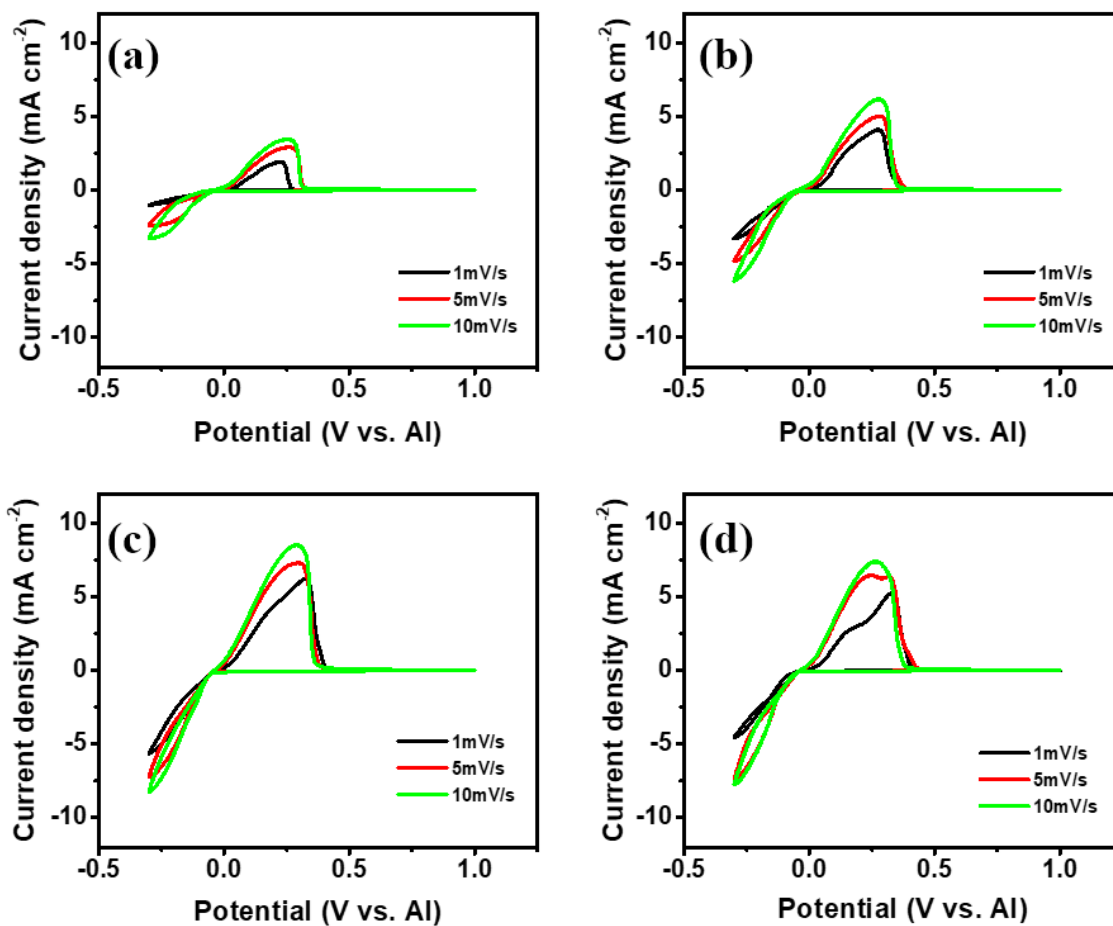 (a)
Current density (mA cm⁻²)
10
5
0
-5
-10
1mV/s
5mV/s
10mV/s
-0.5 0.0 0.5 1.0
Potential (V vs. Al)
(b)
Current density (mA cm⁻²)
10
5
0
-5
-10
1mV/s
5mV/s
10mV/s
-0.5 0.0 0.5 1.0
Potential (V vs. Al)
(c)
Current density (mA cm⁻²)
10
5
0
-5
-10
1mV/s
5mV/s
10mV/s
-0.5 0.0 0.5 1.0
Potential (V vs. Al)
(d)
Current density (mA cm⁻²)
10
5
0
-5
-10
1mV/s
5mV/s
10mV/s
-0.5 0.0 0.5 1.0
Potential (V vs. Al)